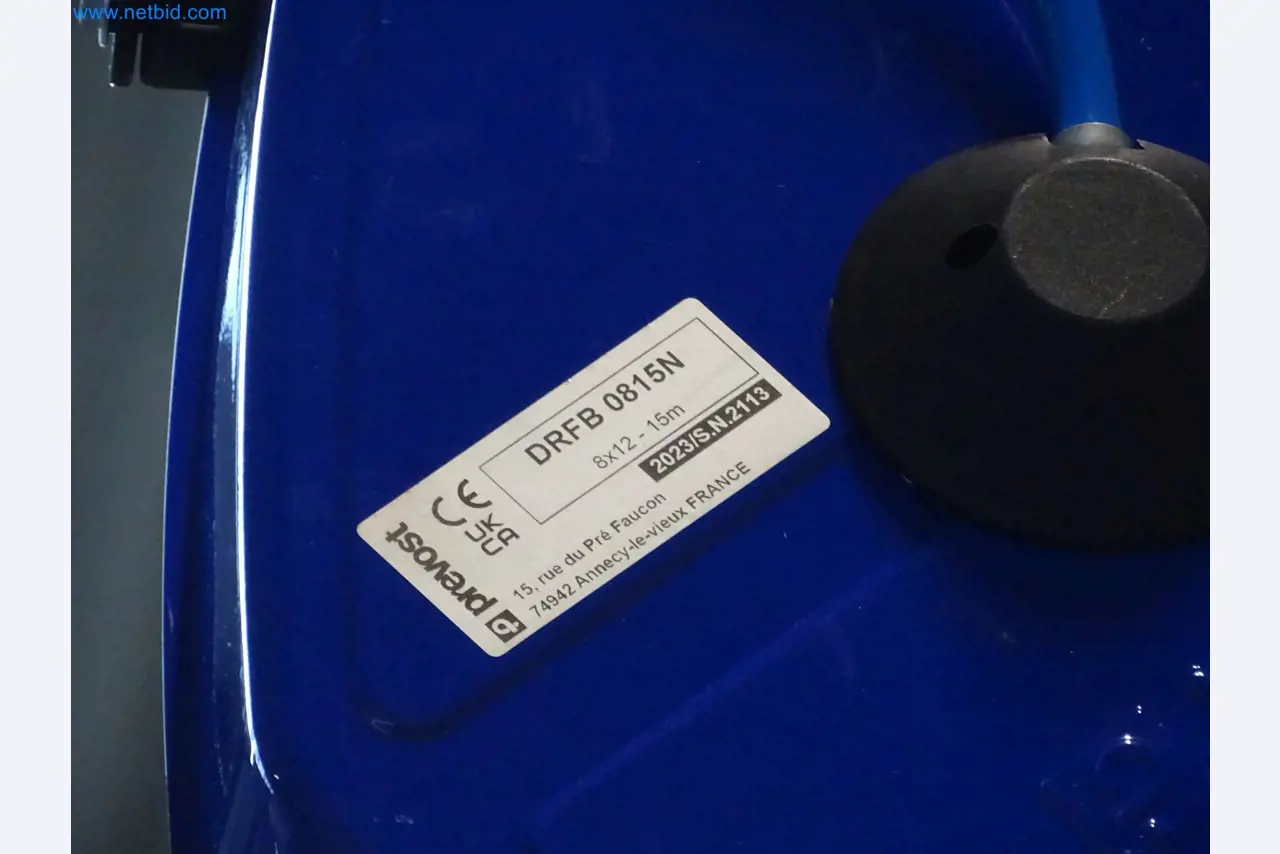 www.netbid.com
DRFB 0815N
8x12 - 15m
2023/S.N.2113
CE
UK
CA
prevost
15, rue du Pré Faucon
74942 Annecy-le-vieux FRANCE